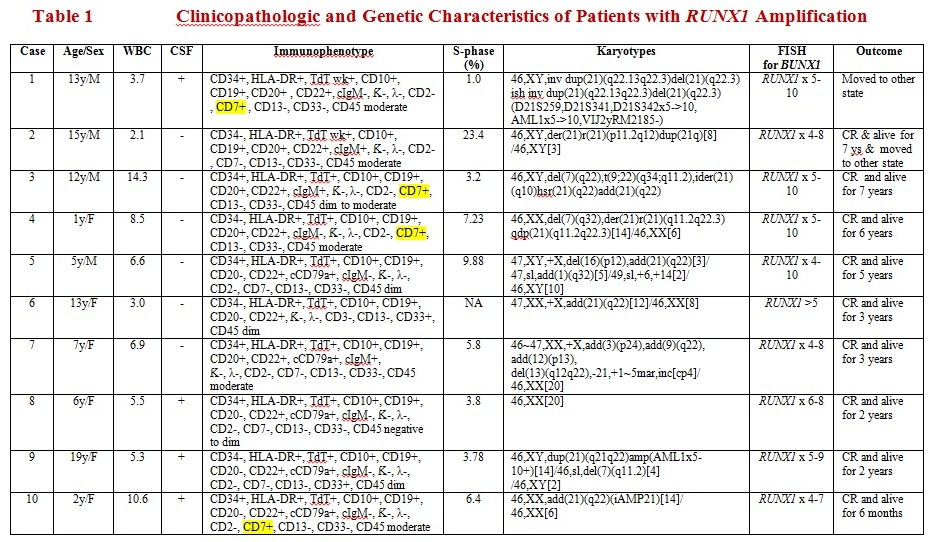 Table 1 Clinicopathologic and Genetic Characteristics of Patients with RUNX1 Amplification
Case Age/Sex WBC CSF Immunophenotype S-phase (%) Karyotypes FISH for BUNX1 Outcome
1 13y/M 3.7 + CD34+, HLA-DR+, TdT wk+, CD10+, 1.0 46,XY,inv dup(21)(q22.13q22.3)del(21)(q22.3) RUNX1 x 5- Moved to other
CD19+,CD20+ , CD22+, cIgM-, K-, λ-, CD2- ish inv dup(21)(q22.13q22.3)del(21)(q22.3) 10 state
, CD7+, CD13-, CD33-, CD45 moderate (D21S259,D21S341,D21S342x5->10,
AML1x5->10,VIJ2yRM2185-)
2 15y/M 2.1 - CD34-, HLA-DR+, TdT wk+, CD10+, 23.4 46,XY,der(21)r(21)(p11.2q12)dup(21q)[8] RUNX1 x 4-8 CR & alive for
CD19+, CD20+, CD22+, cIgM-, K-, λ-, CD2- /46,XY[3] 7 ys & moved
, CD7-, CD13-, CD33-, CD45 moderate to other state
3 12y/M 14.3 - CD34+, HLA-DR+, TdT+, CD10+, CD19+, 3.2 46,XY,del(7)(q22),t(9;22)(q34;q11.2),ider(21) RUNX1 x 5- CR and alive
CD20+, CD22+, cIgM+, K-, λ-, CD2-, CD7+, (q10)hsr(21)(q22)add(21)(q22) 10 for 7 years
CD13-, CD33-, CD45 dim to moderate
4 1y/F 8.5 - CD34-, HLA-DR+, TdT+, CD10+, CD19+, 7.23 46,XX,del(7)(q32),der(21)r(21)(q11.2q22.3) RUNX1 x 5- CR and alive
CD20+, CD22+, cIgM-, K-, λ-, CD2-, CD7+, qdp(21)(q11.2q22.3)[14]/46,XX[6] 10 for 6 years
CD13-, CD33-, CD45 moderate
5 5y/M 6.6 - CD34+, HLA-DR+, TdT+, CD10+, CD19+, 9.88 47,XY,+X,del(16)(p12),add(21)(q22)[3]/ RUNX1 x 4- CR and alive
CD20-, CD22+, cCD79a+, cIgM-, K-, λ-, 47,sl,add(1)(q32)[5]/49,sl,+6,+14[2]/ 10 for 5 years
CD2-, CD7-, CD13-, CD33-, CD45 dim 46,XY[10]
6 13y/F 3.0 - CD34-, HLA-DR+, TdT+, CD10+, CD19+, NA 47,XX,+X,add(21)(q22)[12]/46,XX[8] FISH RUNX1 >5 CR and alive
CD20-, CD22+, K-, λ-, CD3-, CD13-, CD33+, for 3 years
CD45 dim
7 7y/F 6.9 - CD34+, HLA-DR+, TdT+, CD10+, CD19+, 5.8 46~47,XX,+X,add(3)(p24),add(9)(q22), RUNX1 x 4-8 CR and alive
CD20+, CD22+, cCD79a+, cIgM+, add(12)(p13), for 3 years
K-, λ-, CD2-, CD7-, CD13-, CD33-, CD45 del(13)(q12q22),-21,+1~5mar,inc[cp4]/
moderate 46,XX[20]
8 6y/F 5.5 + CD34+, HLA-DR+, TdT+, CD10+, CD19+, 3.8 46,XX[20] RUNX1 x 6-8 CR and alive
CD20-, CD22+, cCD79a+, cIgM-, K-, λ-, for 2 years
CD2-, CD7-, CD13-, CD33-, CD45 negative
to dim
9 19y/F 5.3 + CD34-, HLA-DR+, TdT+, CD10+, CD19+, 3.78 46,XY,dup(21)(q21q22)amp(AML1x5- RUNX1 x 5-9 CR and alive
CD20-, CD22+, cCD79a+, cIgM-, K-, λ-, 10+)[14]/46,sl,del(7)(q11.2)[4] for 2 years
CD2-, CD7-, CD13-, CD33+, CD45 dim /46,XY[2]
10 2y/F 10.6 + CD34+, HLA-DR+, TdT+, CD10+, CD19+, 6.4 46,XX,add(21)(q22)(iAMP21)[14]/ RUNX1 x 4-7 CR and alive
CD20-, CD22+, cCD79a+, cIgM-, K-, λ-, 46,XX[6] for 6 months
CD2-, CD7+, CD13-, CD33-, CD45 moderate